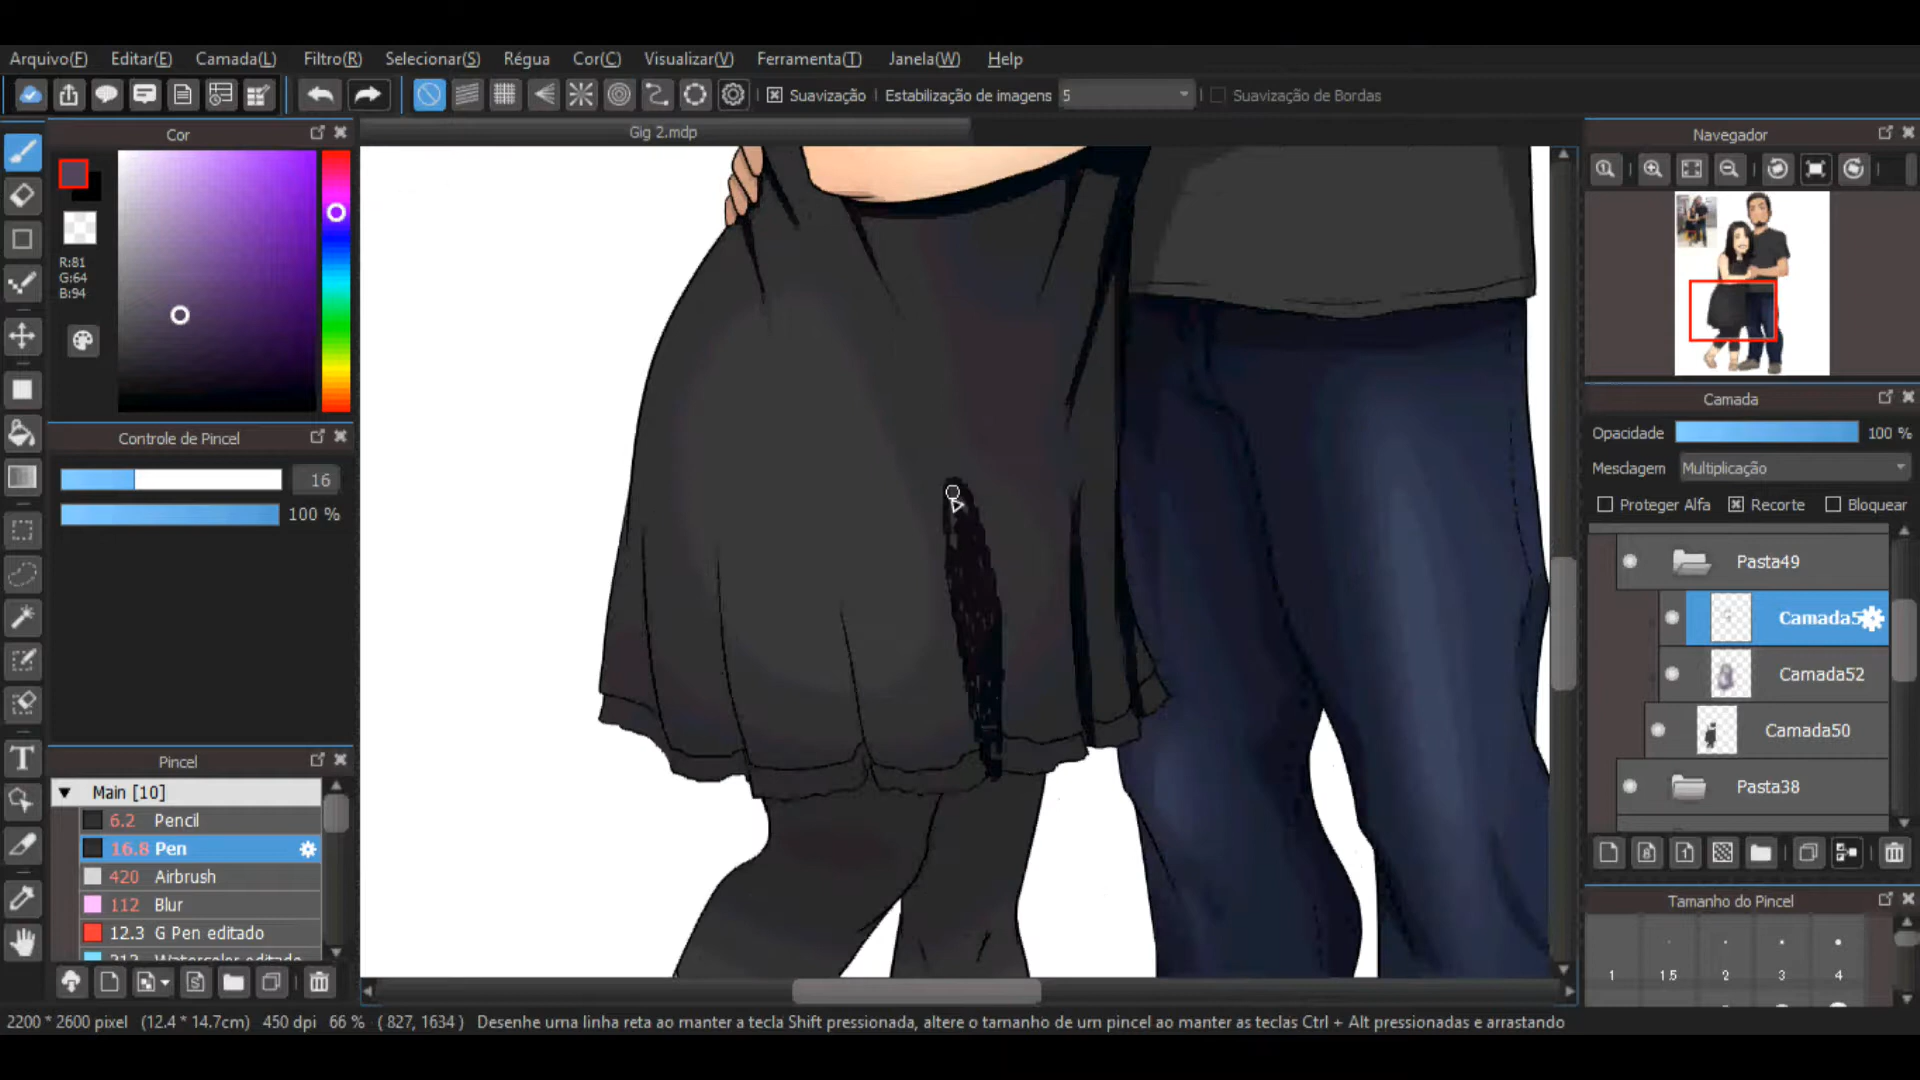 Arquivo(F) Editar(E) Camada(L) Filtro(R) Selecionar(S) Régua Cor(C) Visualizar(V) Ferramenta(T) Janela(W) Help
Suavização Estabilização de imagens 5 Suavização de Bordas
Cor
Gig 2.mdp
Navegador
R:81
G:64
B:94
Camada
Opacidade 100 %
Controle de Pincel
Mesclagem Multiplicação
16
Proteger Alfa Recorte Bloquear
100 %
Pasta49
Camada5
Camada52
Camada50
Pincel
Pasta38
Main [10]
6.2 Pencil
16.8 Pen
420 Airbrush
112 Blur
Tamanho do Pincel
12.3 G Pen editado
Watercolor editado
1 1.5 2 3 4
2200 * 2600 pixel (12.4 * 14.7cm) 450 dpi 66 % ( 827, 1634 ) Desenhe uma linha reta ao manter a tecla Shift pressionada, altere o tamanho de um pincel ao manter as teclas Ctrl + Alt pressionadas e arrastando